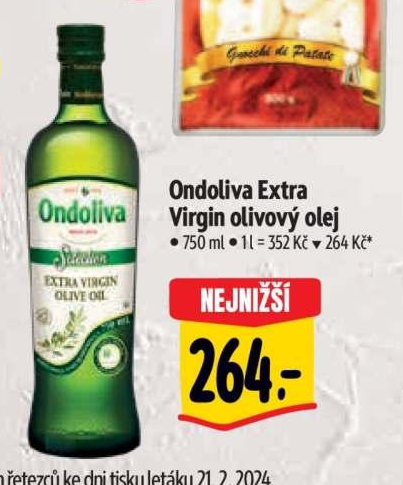 Gnocchi di Patate
Ondoliva
Selection
EXTRA VIRGIN
OLIVE OIL
Ondoliva Extra
Virgin olivový olej
• 750 ml • 1 l = 352 Kč ▾ 264 Kč*
NEJNIŽŠÍ
264.-
řetezců ke dni tisku letáku 21. 2. 2024